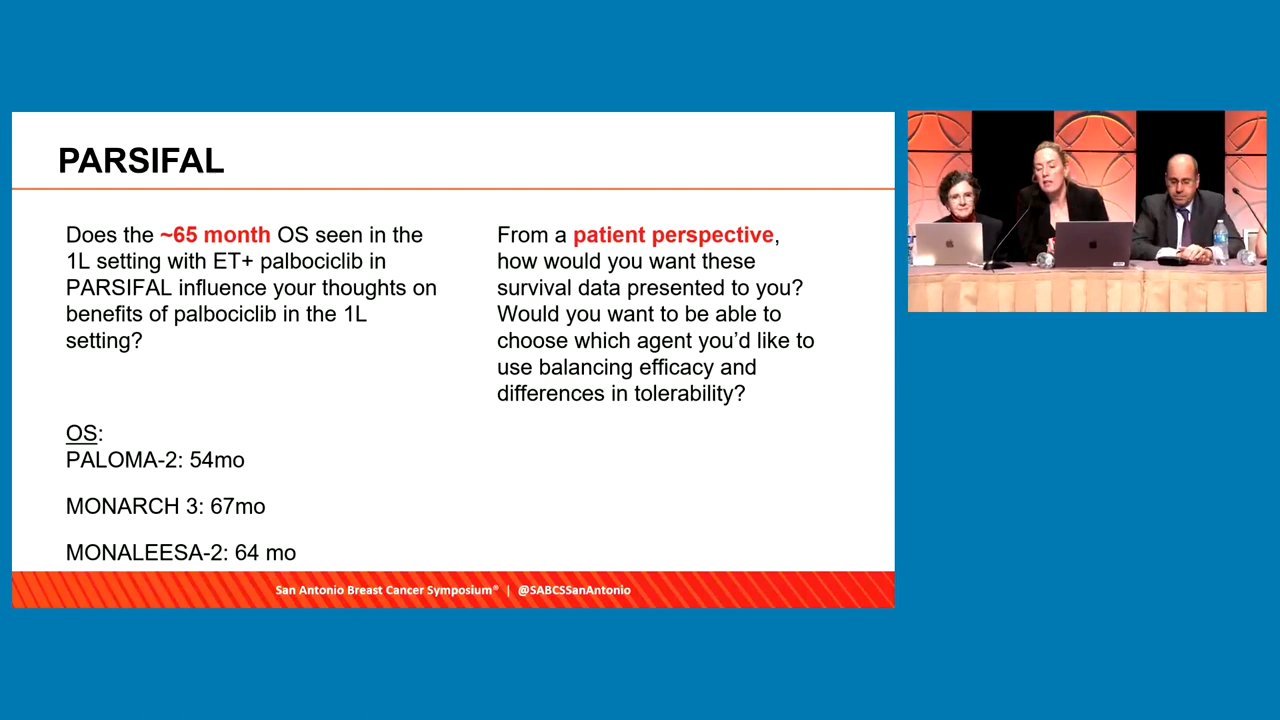 PARSIFAL
Does the ~65 month OS seen in the
1L setting with ET+ palbociclib in
PARSIFAL influence your thoughts on
benefits of palbociclib in the 1L
setting?
OS:
PALOMA-2: 54mo
MONARCH 3: 67mo
MONALEESA-2: 64 mo
From a patient perspective,
how would you want these
survival data presented to you?
Would you want to be able to
choose which agent you’d like to
use balancing efficacy and
differences in tolerability?
San Antonio Breast Cancer Symposium® | @SABCSSanAntonio